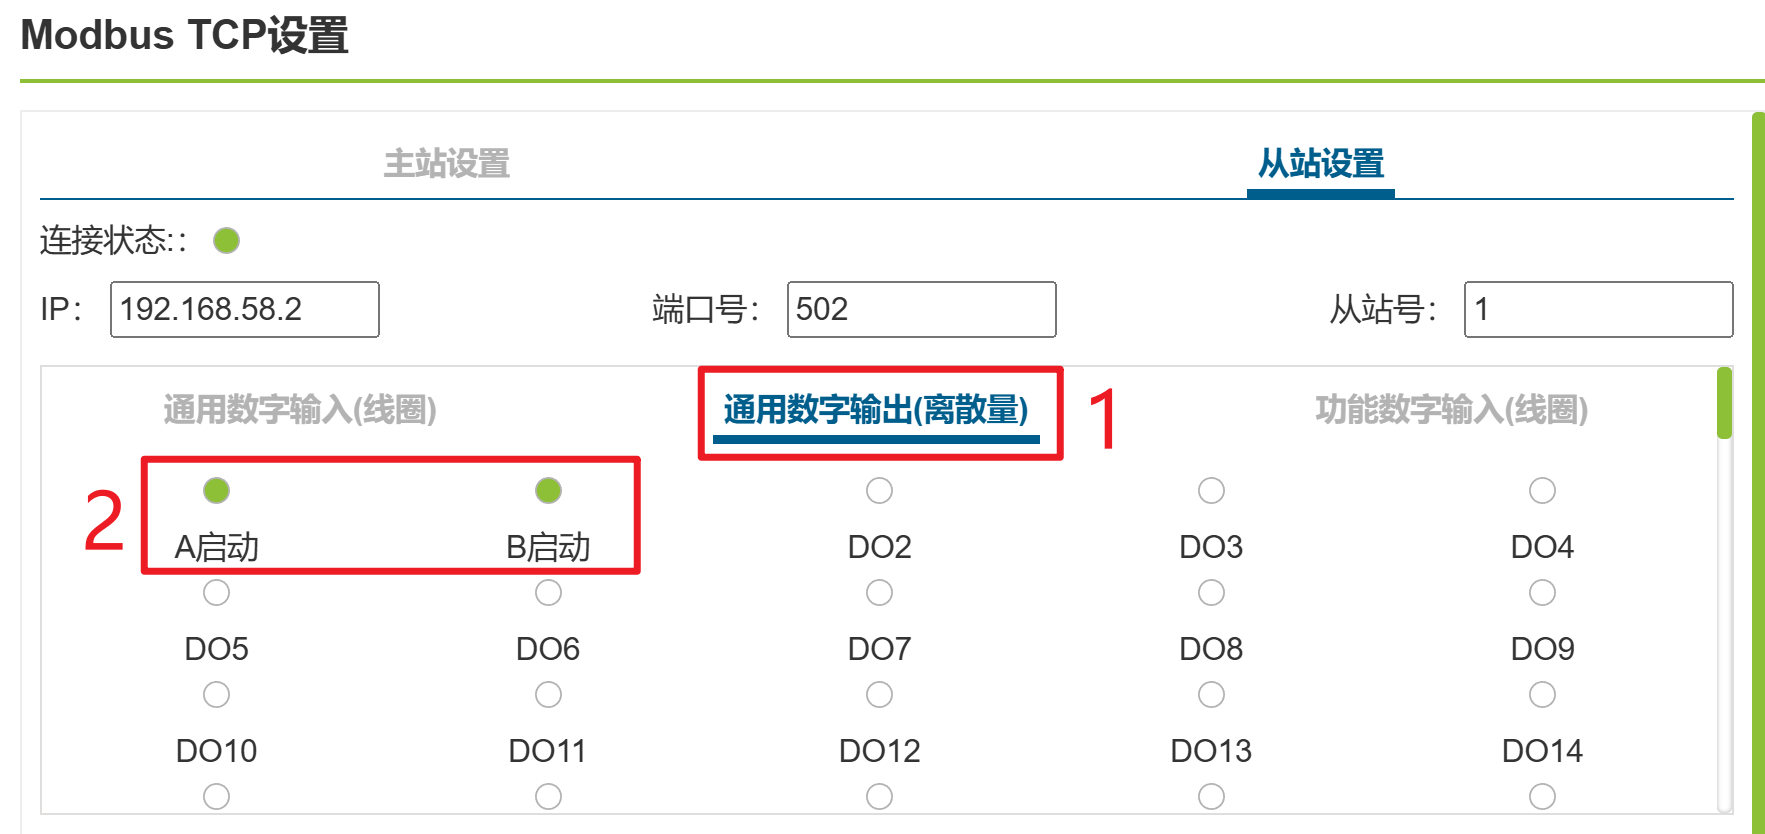 Modbus TCP设置
主站设置 从站设置
连接状态:：
IP： 192.168.58.2 端口号： 502 从站号： 1
通用数字输入(线圈) 通用数字输出(离散量) 1 功能数字输入(线圈)
2
A启动 B启动 DO2 DO3 DO4
DO5 DO6 DO7 DO8 DO9
DO10 DO11 DO12 DO13 DO14